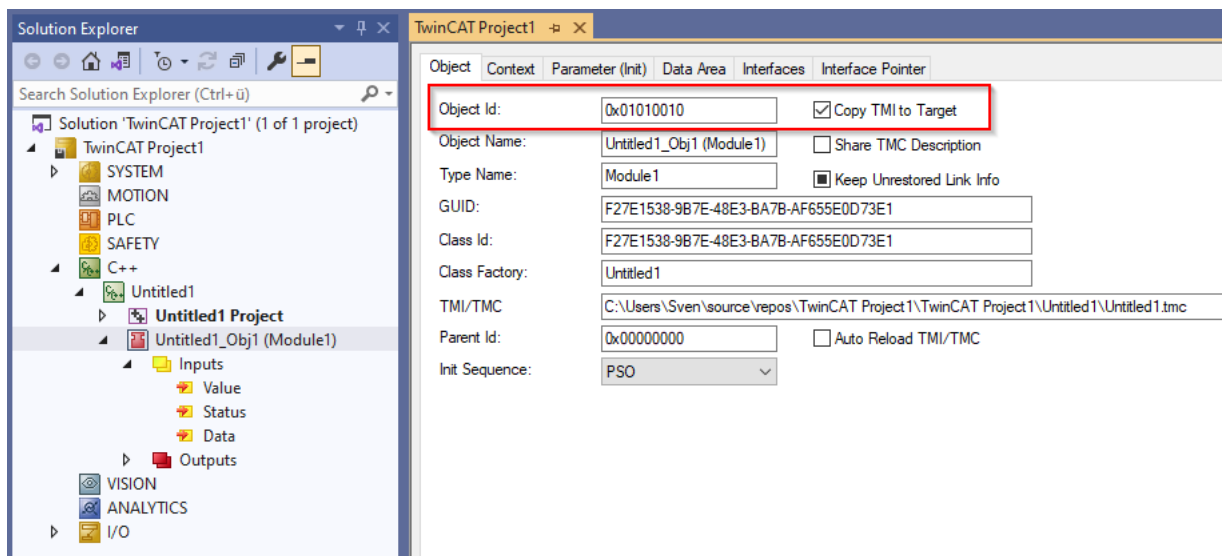 Solution Explorer
Search Solution Explorer (Ctrl+ü)
Solution 'TwinCAT Project1' (1 of 1 project)
TwinCAT Project1
SYSTEM
MOTION
PLC
SAFETY
C++
Untitled1
Untitled1 Project
Untitled1_Obj1 (Module1)
Inputs
Value
Status
Data
Outputs
VISION
ANALYTICS
I/O
TwinCAT Project1
Object Context Parameter (Init) Data Area Interfaces Interface Pointer
Object Id: 0x01010010 Copy TMI to Target
Object Name: Untitled1_Obj1 (Module1) Share TMC Description
Type Name: Module1 Keep Unrestored Link Info
GUID: F27E1538-9B7E-48E3-BA7B-AF655E0D73E1
Class Id: F27E1538-9B7E-48E3-BA7B-AF655E0D73E1
Class Factory: Untitled1
TMI/TMC C:\Users\Sven\source\repos\TwinCAT Project1\TwinCAT Project1\Untitled1\Untitled1.tmc
Parent Id: 0x00000000 Auto Reload TMI/TMC
Init Sequence: PSO